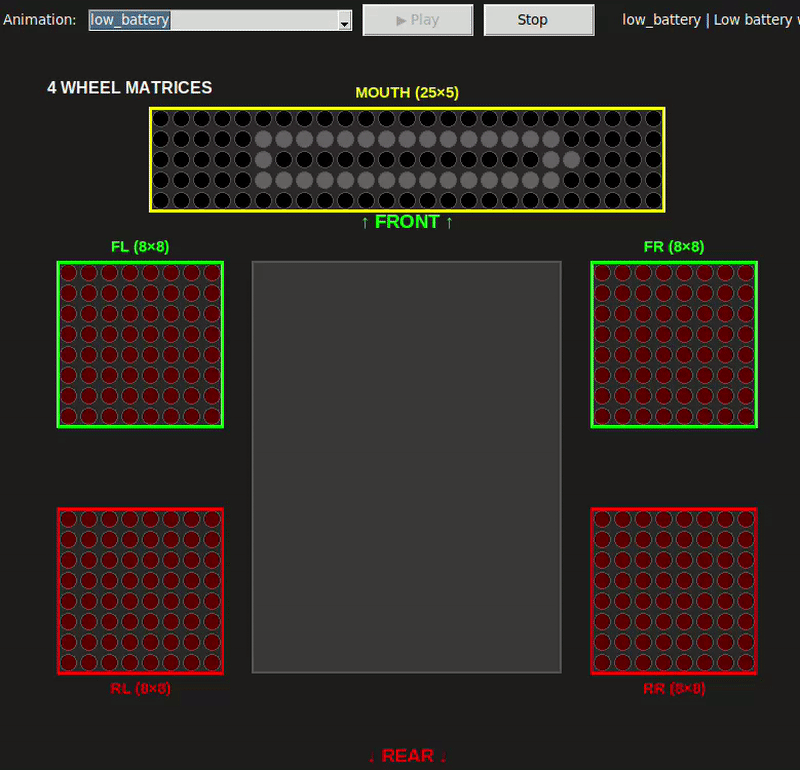 Animation: low_battery ▶ Play Stop low_battery | Low battery
4 WHEEL MATRICES
MOUTH (25×5)
↑ FRONT ↑
FL (8×8) FR (8×8)
RL (8×8) RR (8×8)
↓ REAR ↓